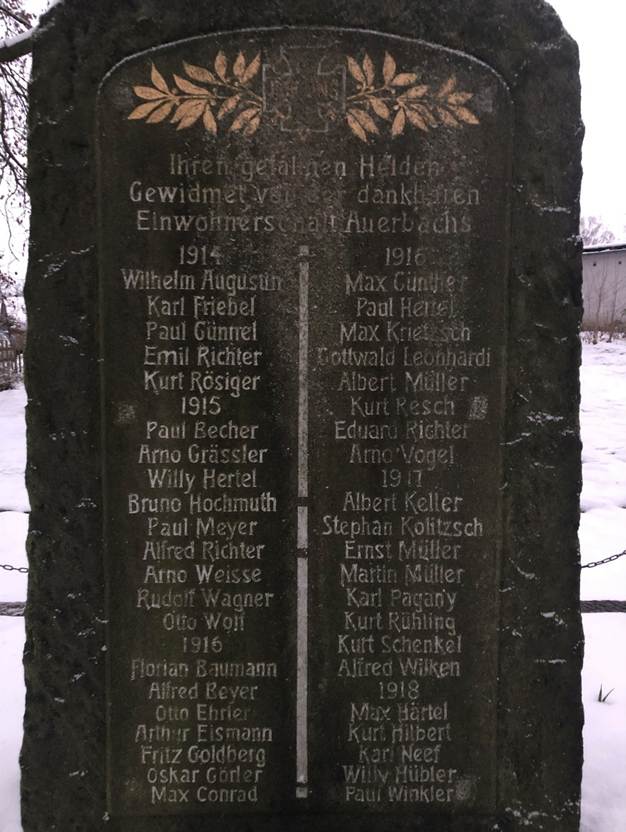 Ihren gefallnen Helden
Gewidmet von der dankbaren
Einwohnerschaft Auerbachs
1914
Wilhelm Augustin
Karl Friebel
Paul Günnel
Emil Richter
Kurt Rösiger
1915
Paul Becher
Arno Grässler
Willy Hertel
Bruno Hochmuth
Paul Meyer
Alfred Richter
Arno Weisse
Rudolf Wagner
Otto Wolf
1916
Florian Baumann
Alfred Beyer
Otto Ehrler
Arthur Eismann
Fritz Goldberg
Oskar Görler
Max Conrad
1916
Max Günther
Paul Hertel
Max Krietzsch
Gottwald Leonhardi
Albert Müller
Kurt Resch
Eduard Richter
Arno Vogel
1917
Albert Keller
Stephan Kolitzsch
Ernst Müller
Martin Müller
Karl Pagany
Kurt Rühling
Kurt Schenkel
Alfred Wilken
1918
Max Härtel
Kurt Hilbert
Karl Neef
Willy Hübler
Paul Winkler